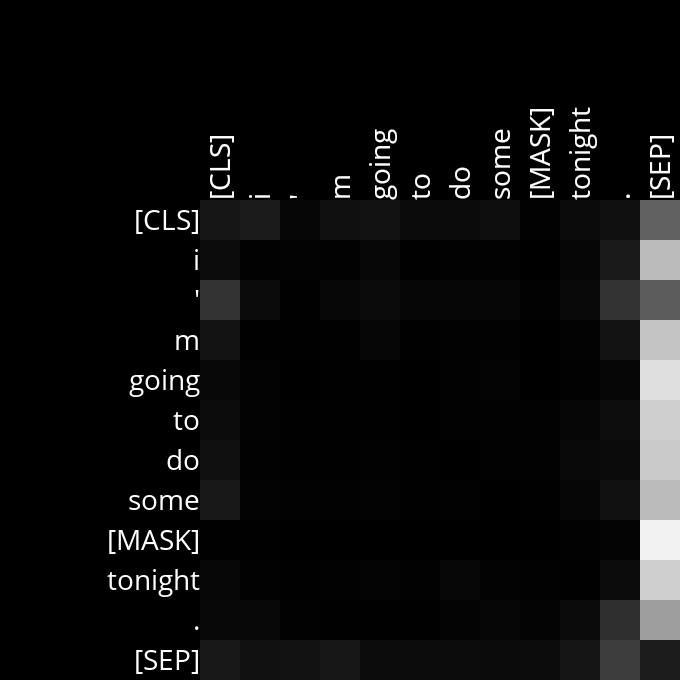 [CLS] i ' m going to do some [MASK] tonight . [SEP]
[CLS]
i
'
m
going
to
do
some
[MASK]
tonight
.
[SEP]